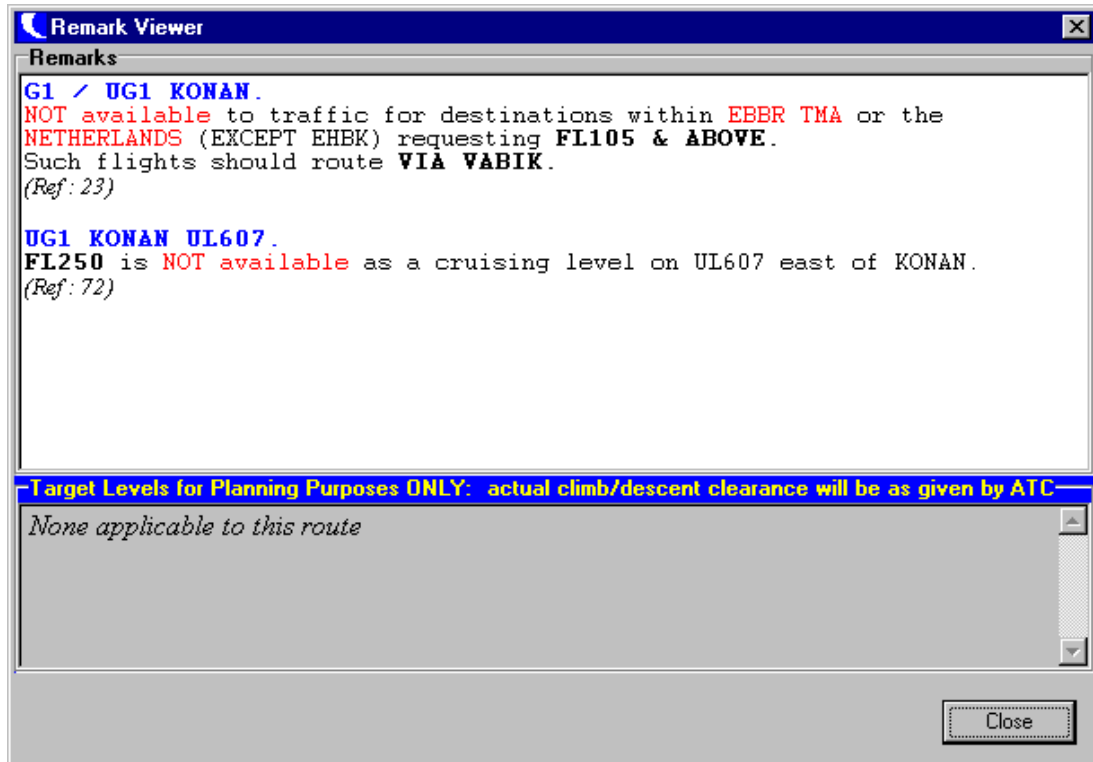 Remark Viewer
Remarks
G1 / UG1 KONAN.
NOT available to traffic for destinations within EBBR TMA or the
NETHERLANDS (EXCEPT EHBK) requesting FL105 & ABOVE.
Such flights should route VIA VABIK.
(Ref : 23)
UG1 KONAN UL607.
FL250 is NOT available as a cruising level on UL607 east of KONAN.
(Ref : 72)
Target Levels for Planning Purposes ONLY: actual climb/descent clearance will be as given by ATC
None applicable to this route
Close